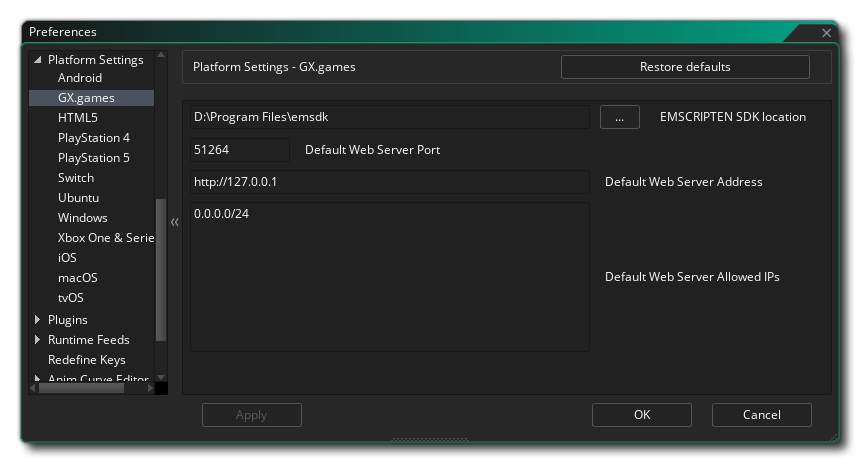 Preferences
Platform Settings
Android
GX.games
HTML5
PlayStation 4
PlayStation 5
Switch
Ubuntu
Windows
Xbox One & Serie
iOS
macOS
tvOS
Plugins
Runtime Feeds
Redefine Keys
Anim Curve Editor
Platform Settings - GX.games
Restore defaults
D:\Program Files\emsdk
...
EMSCRIPTEN SDK location
51264
Default Web Server Port
http://127.0.0.1
Default Web Server Address
0.0.0.0/24
Default Web Server Allowed IPs
Apply
OK
Cancel